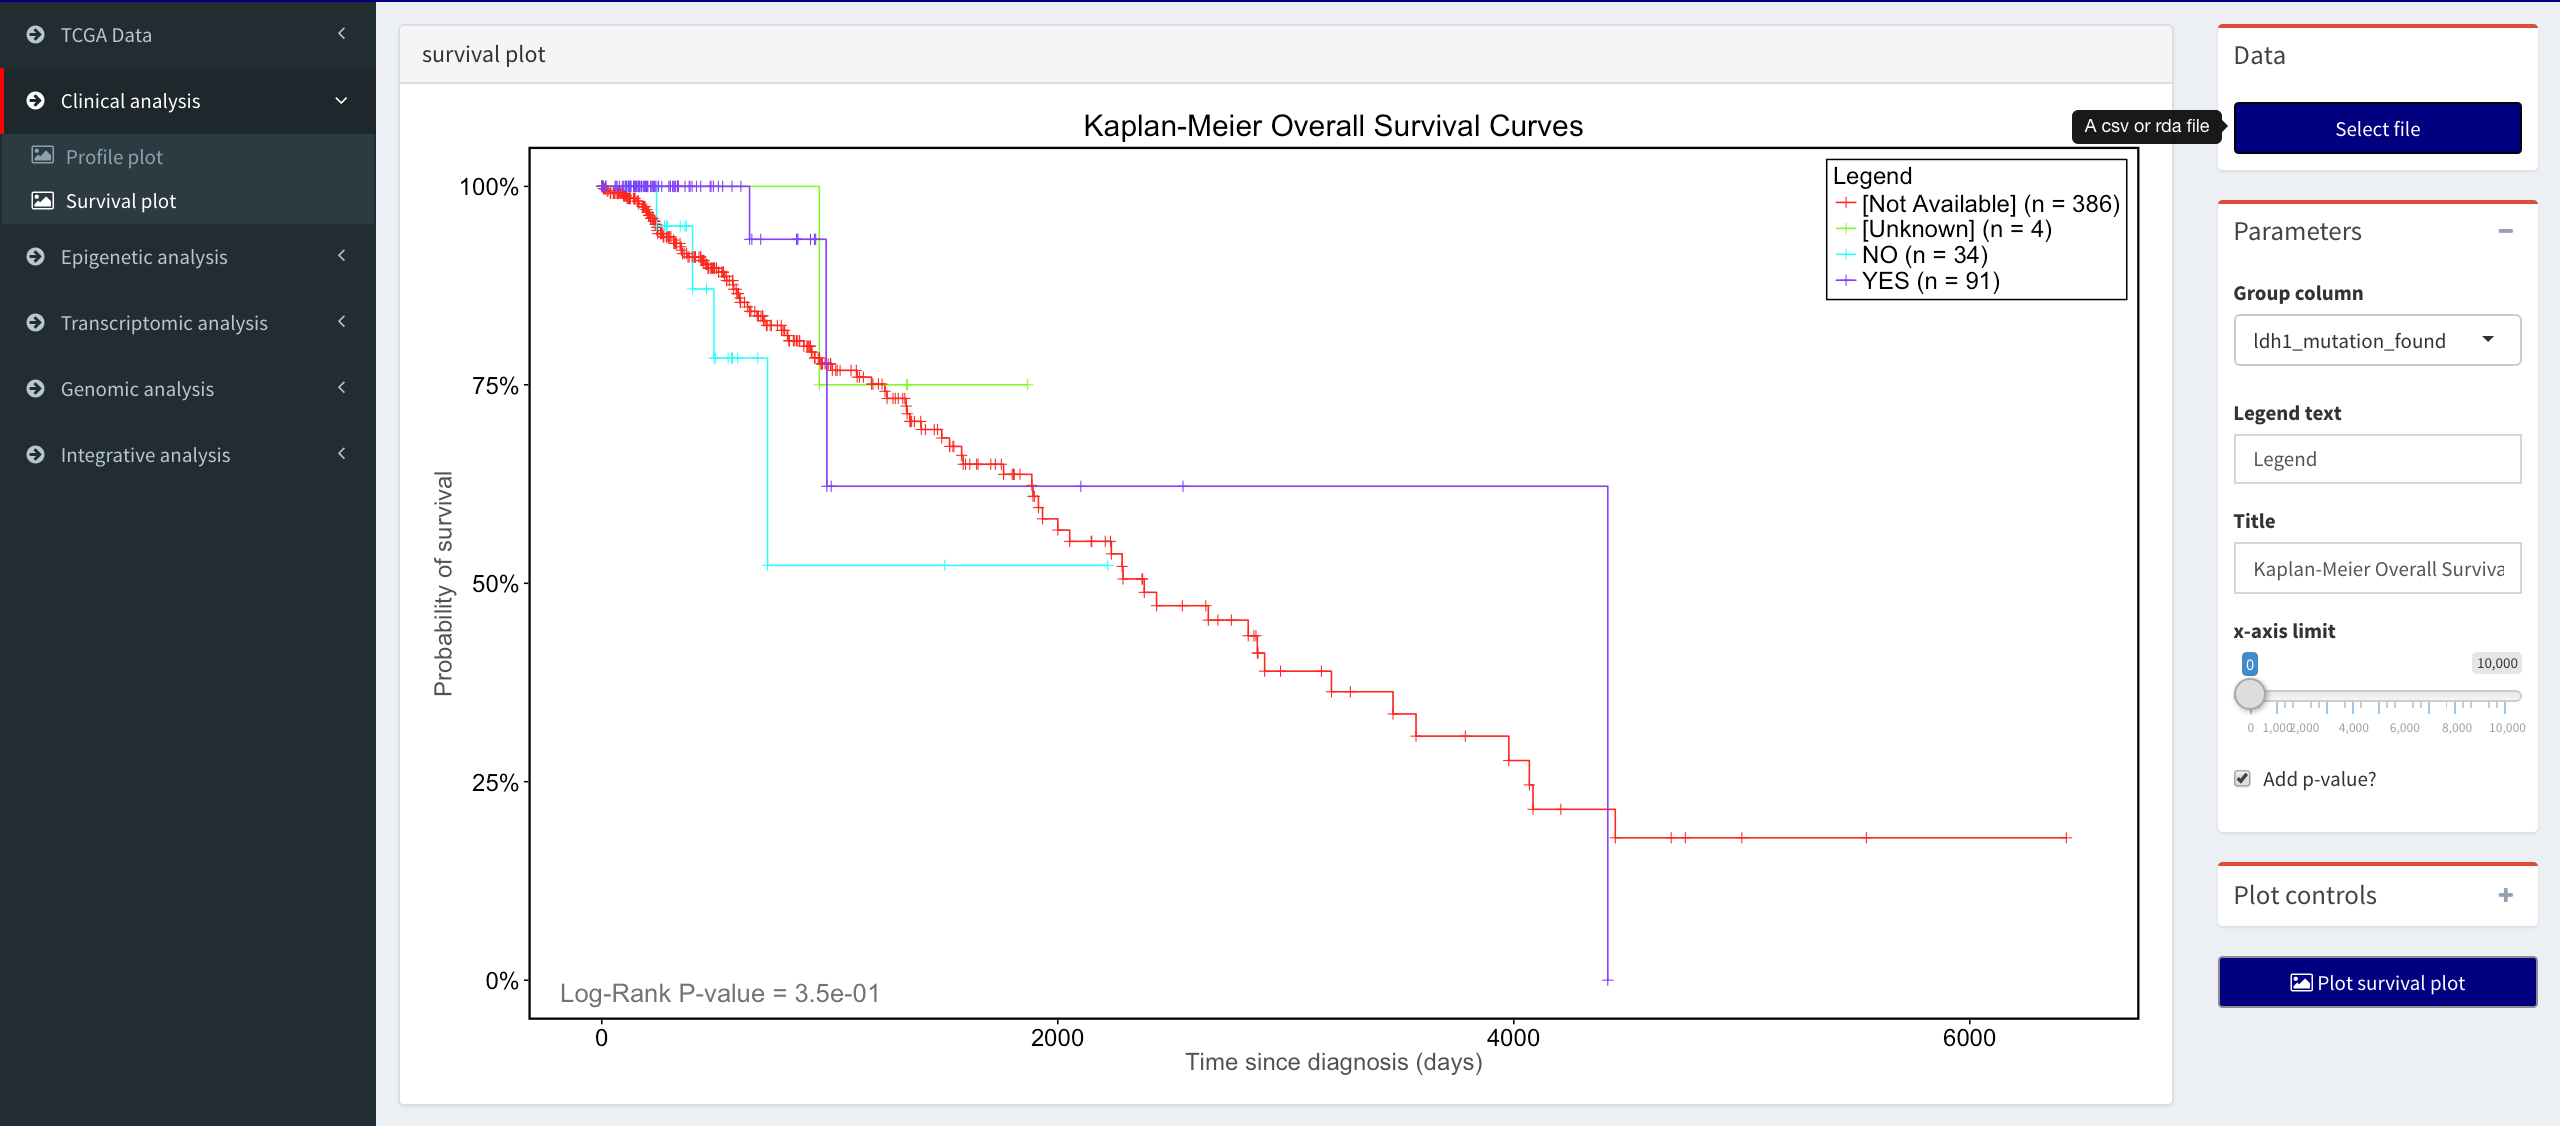 TCGA Data
Clinical analysis
Profile plot
Survival plot
Epigenetic analysis
Transcriptomic analysis
Genomic analysis
Integrative analysis
survival plot
Kaplan-Meier Overall Survival Curves
Legend
[Not Available] (n = 386)
[Unknown] (n = 4)
NO (n = 34)
YES (n = 91)
100%
75%
50%
25%
0%
Probability of survival
Log-Rank P-value = 3.5e-01
0 2000 4000 6000
Time since diagnosis (days)
Data
A csv or rda file
Select file
Parameters
Group column
ldh1_mutation_found
Legend text
Legend
Title
Kaplan-Meier Overall Surviva
x-axis limit
0 10,000
0 1,000 2,000 4,000 6,000 8,000 10,000
Add p-value?
Plot controls
Plot survival plot